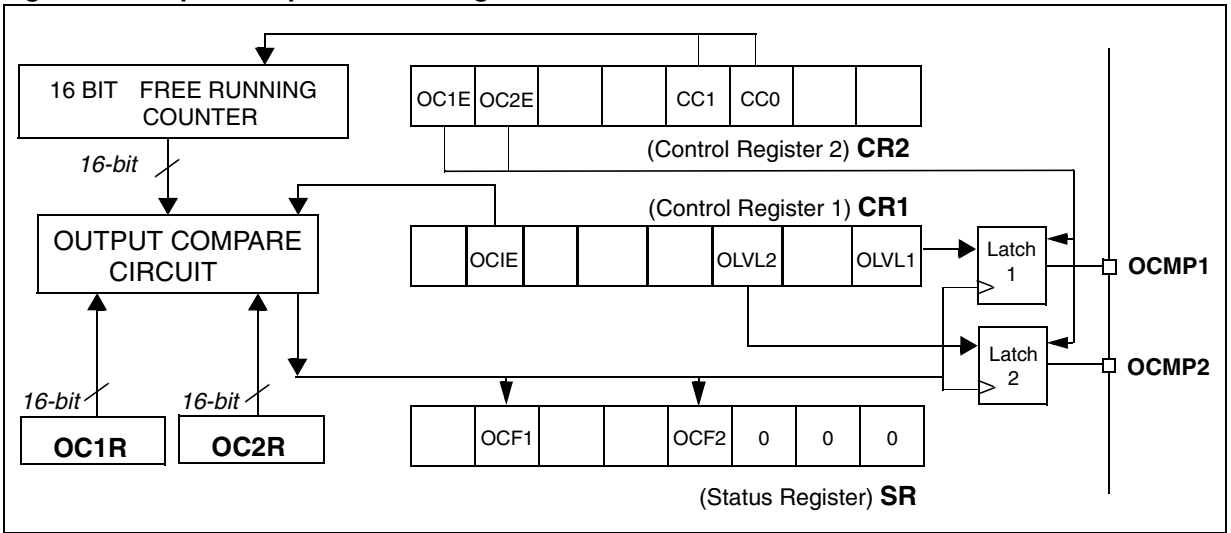 16 BIT FREE RUNNING
COUNTER
OC1E OC2E CC1 CC0
(Control Register 2) CR2
16-bit
(Control Register 1) CR1
OUTPUT COMPARE
CIRCUIT
OCIE OLVL2 OLVL1
Latch
1
OCMP1
Latch
2
OCMP2
16-bit 16-bit
OC1R OC2R
OCF1 OCF2 0 0 0
(Status Register) SR